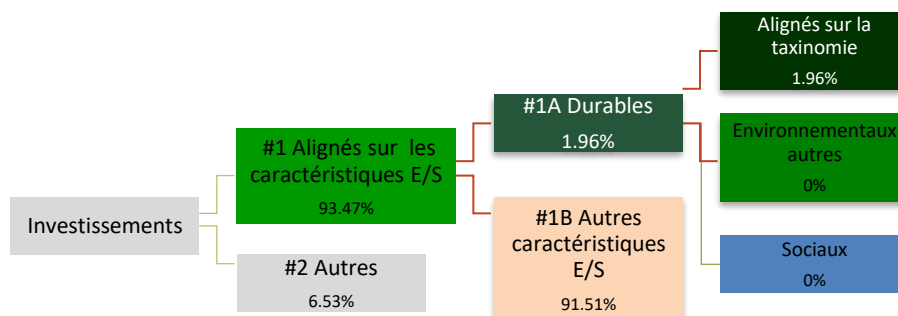 Investissements
#1 Alignés sur les
caractéristiques E/S
93.47%
#2 Autres
6.53%
#1A Durables
1.96%
#1B Autres
caractéristiques
E/S
91.51%
Alignés sur la
taxinomie
1.96%
Environnementaux
autres
0%
Sociaux
0%